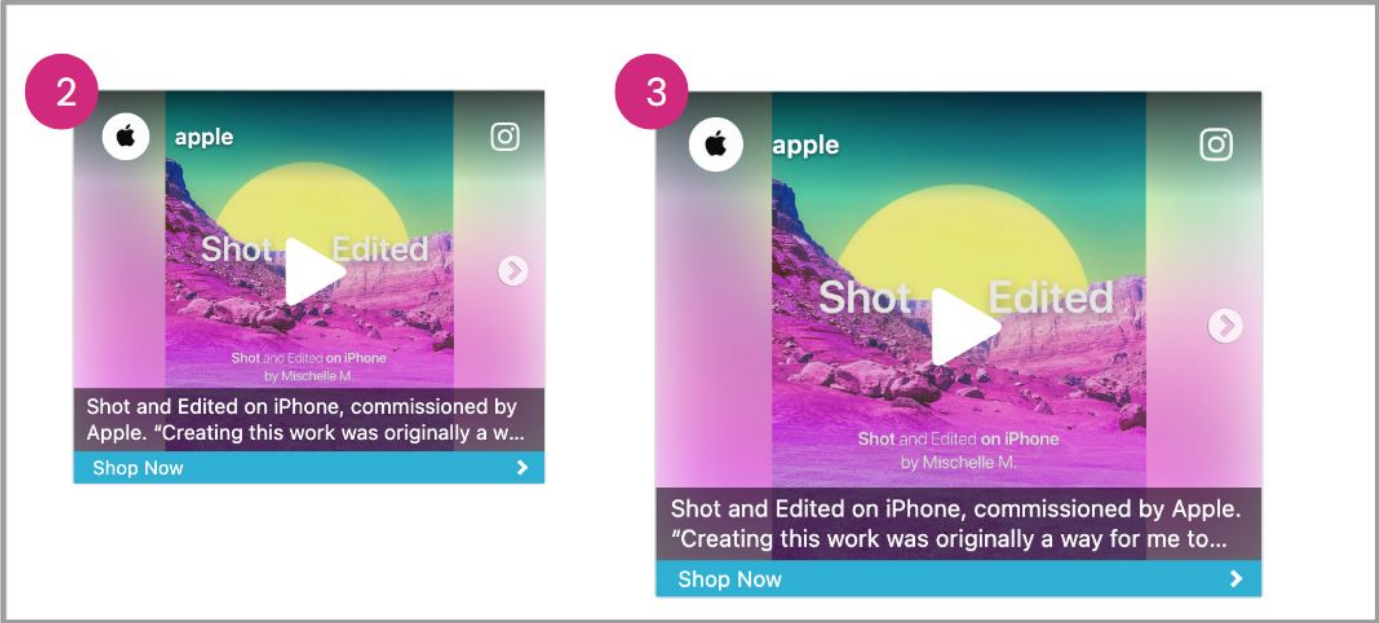 2
apple
Shot Edited
Shot and Edited on iPhone
by Mischelle M.
Shot and Edited on iPhone, commissioned by
Apple. “Creating this work was originally a w...
Shop Now
3
apple
Shot Edited
Shot and Edited on iPhone
by Mischelle M.
Shot and Edited on iPhone, commissioned by Apple.
“Creating this work was originally a way for me to...
Shop Now